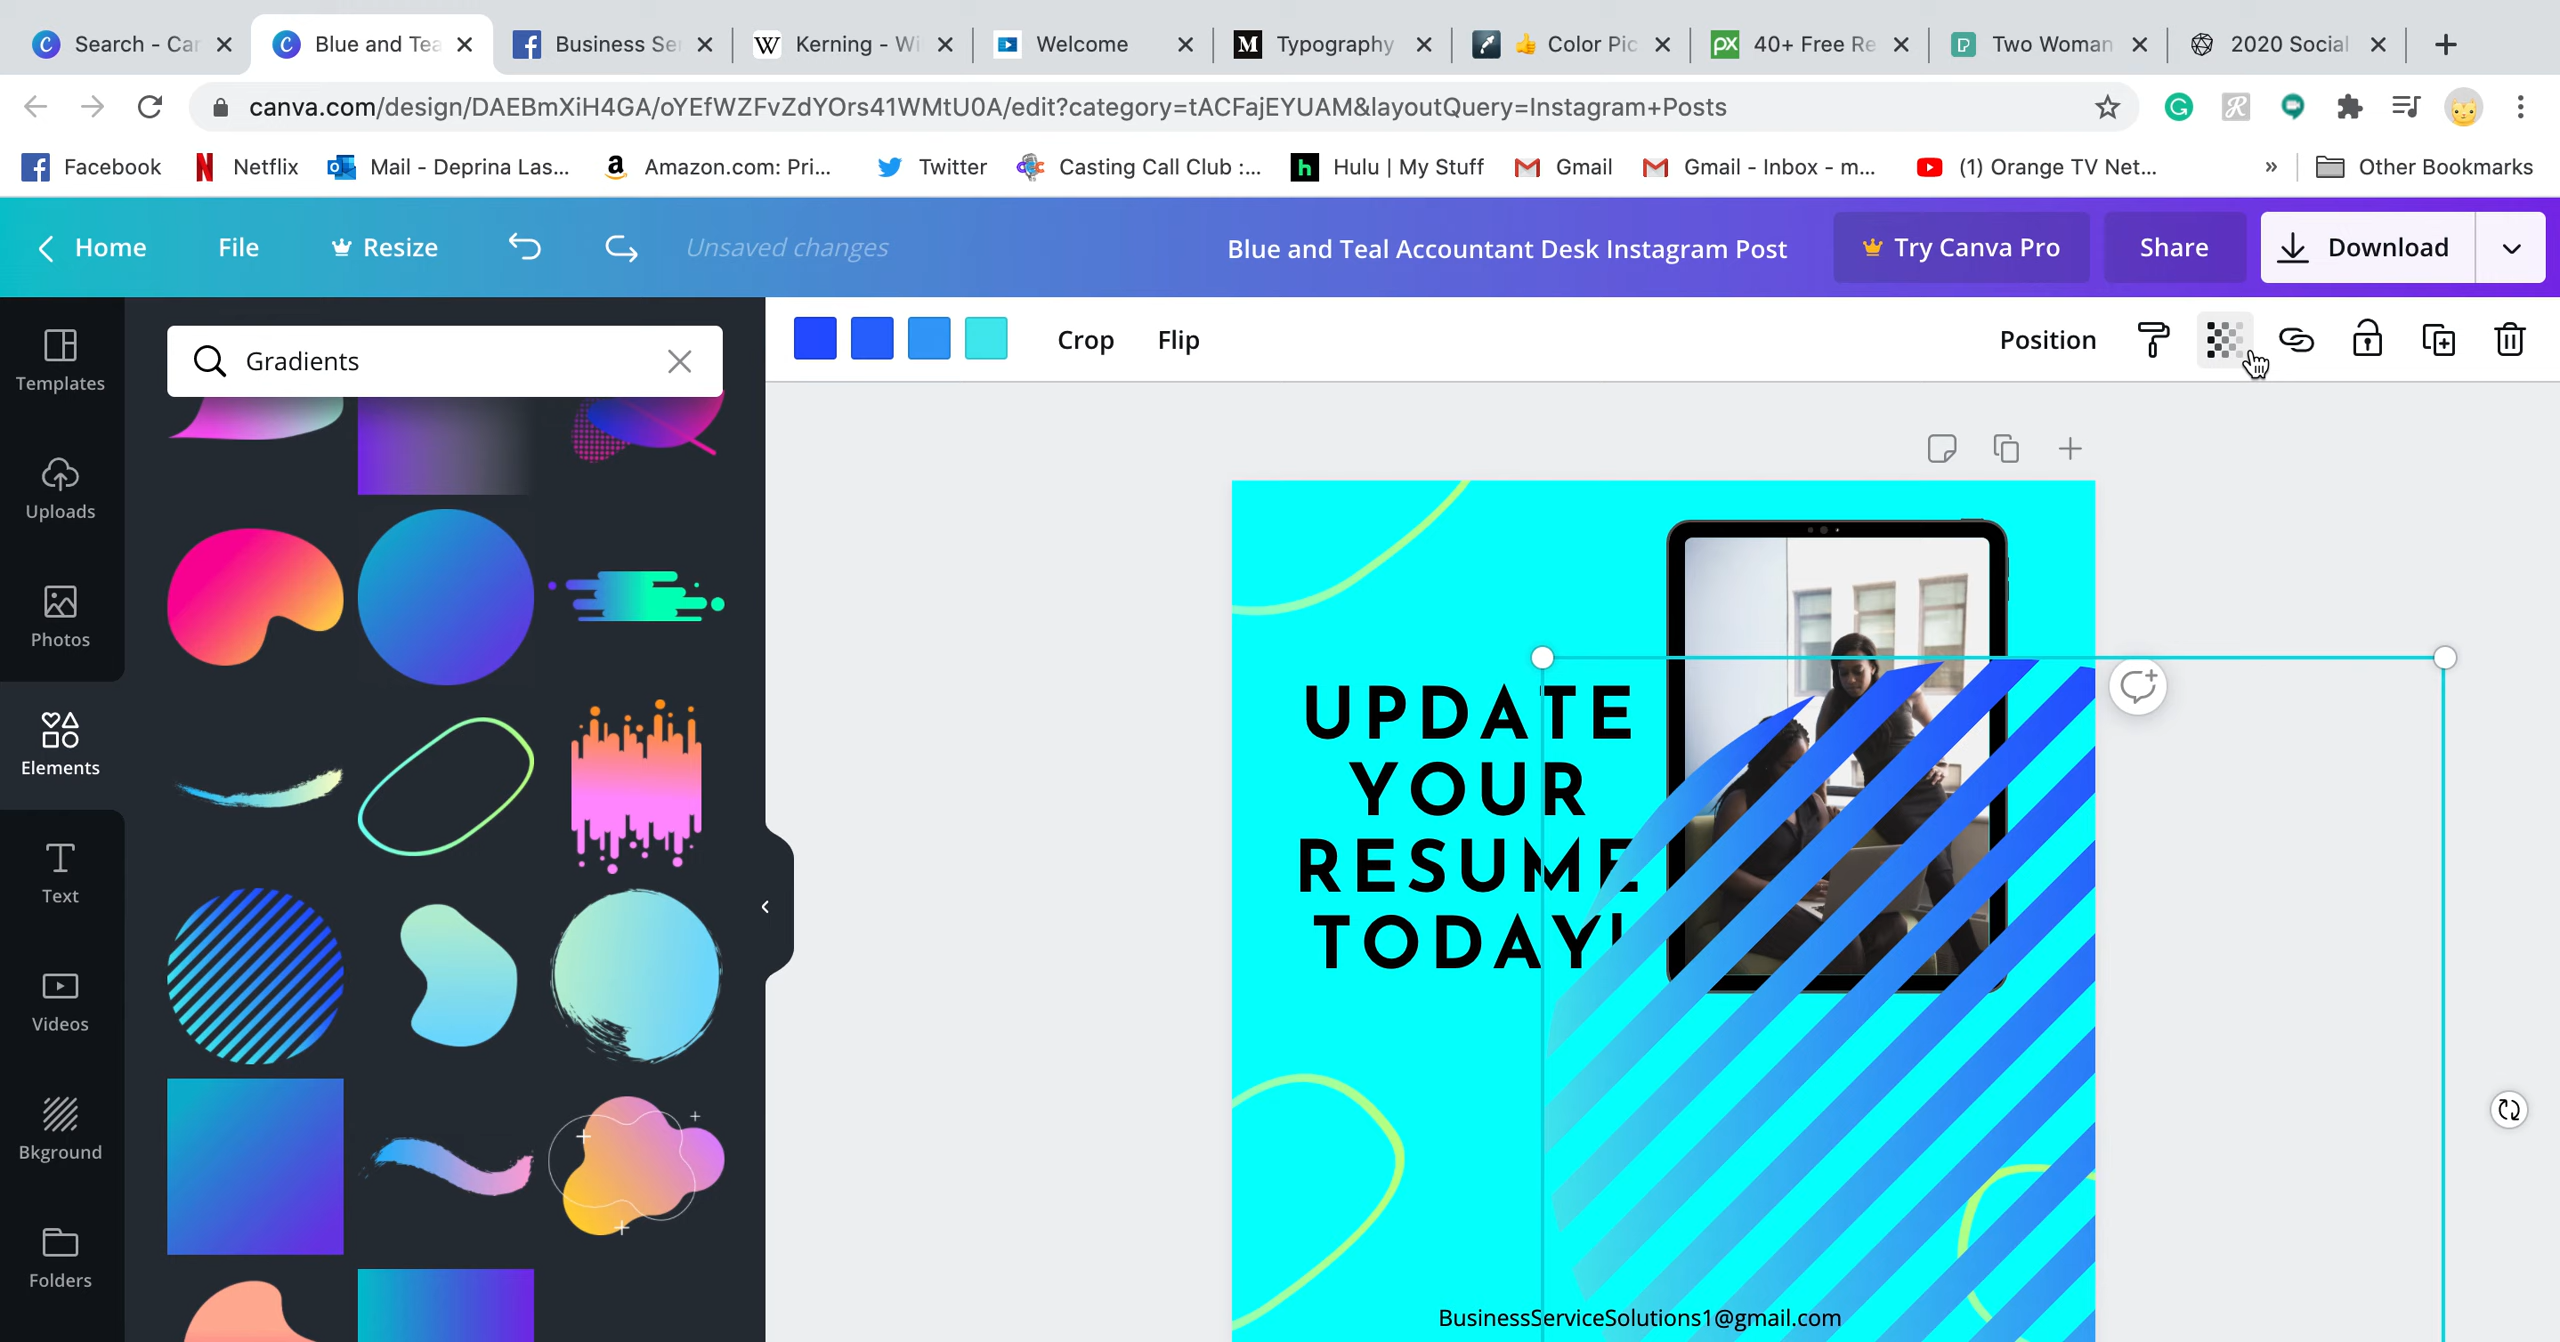 Search - Car
Blue and Tea
Business Ser
Kerning - Wi
Welcome
Typography
👍 Color Pic
40+ Free Re
Two Woman
2020 Social
canva.com/design/DAEBmXiH4GA/oYEfWZFvZdYOrs41WMtU0A/edit?category=tACFajEYUAM&layoutQuery=Instagram+Posts
Facebook
Netflix
Mail - Deprina Las...
Amazon.com: Pri...
Twitter
Casting Call Club :...
Hulu | My Stuff
Gmail
Gmail - Inbox - m...
(1) Orange TV Net...
»
Other Bookmarks
Home
File
Resize
Unsaved changes
Blue and Teal Accountant Desk Instagram Post
Try Canva Pro
Share
Download
Templates
Uploads
Photos
Elements
Text
Videos
Bkground
Folders
Gradients
Crop
Flip
Position
UPDATE
YOUR
RESUME
TODAY!
BusinessServiceSolutions1@gmail.com